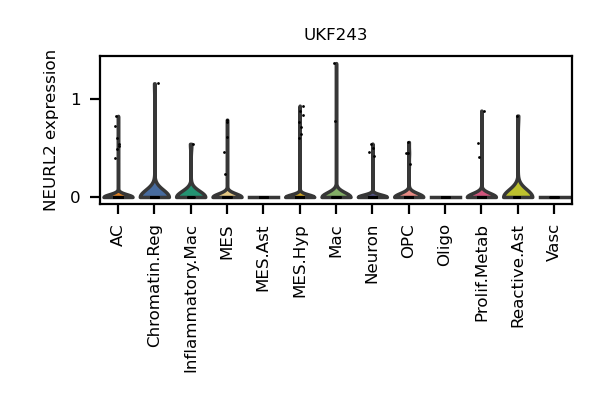 UKF243
NEURL2 expression
1
0
AC
Chromatin.Reg
Inflammatory.Mac
MES
MES.Ast
MES.Hyp
Mac
Neuron
OPC
Oligo
Prolif.Metab
Reactive.Ast
Vasc